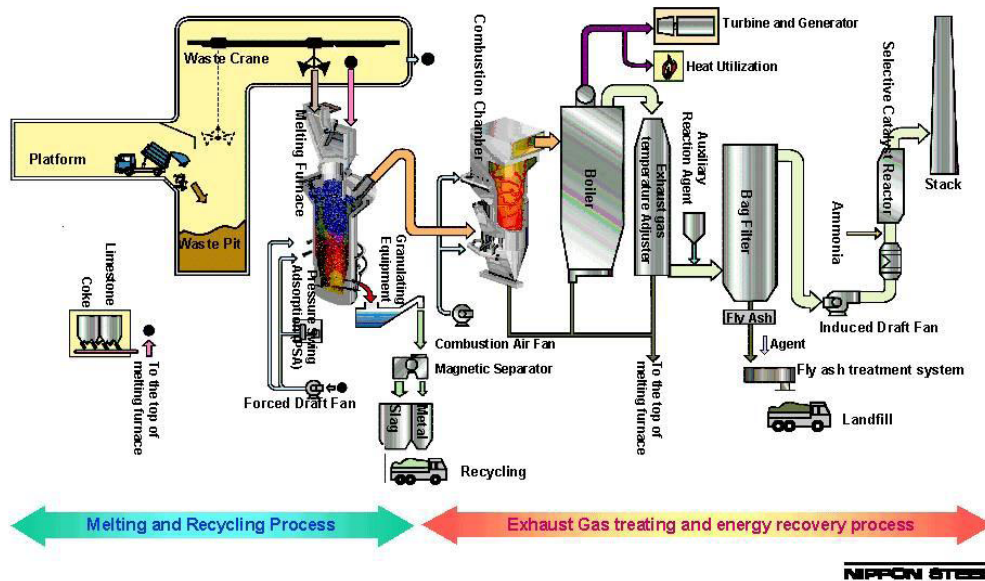 Waste Crane
Platform
Waste Pit
Limestone
Coke
To the top of
melting furnace
Melting Furnace
Pressure Swing
Adsorption(PSA)
Forced Draft Fan
Granulating
Equipment
Combustion Air Fan
Magnetic Separator
Slag
Metal
Recycling
Combustion Chamber
Boiler
Turbine and Generator
Heat Utilization
Exhaust gas
temperature Adjuster
Auxiliary
Reaction Agent
To the top of
melting furnace
Bag Filter
Fly Ash
Agent
Fly ash treatment system
Landfill
Ammonia
Induced Draft Fan
Selective Catalyst Reactor
Stack
Melting and Recycling Process
Exhaust Gas treating and energy recovery process
NIPPON STEEL